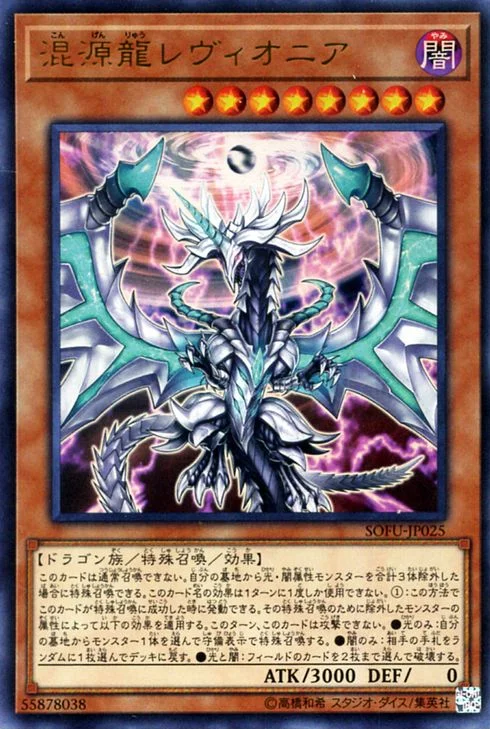 混源龍レヴィオニア
闇
SOFU-JP025
【ドラゴン族／特殊召喚／効果】
このカードは通常召喚できない。自分の墓地から光・闇属性モンスターを合計3体除外した
場合に特殊召喚できる。このカード名の効果は1ターンに1度しか使用できない。①：この方法で
このカードが特殊召喚に成功した時に発動できる。その特殊召喚のために除外したモンスターの
属性によって以下の効果を適用する。このターン、このカードは攻撃できない。●光のみ：自分
の墓地からモンスター1体を選んで守備表示で特殊召喚する。●闇のみ：相手の手札をラ
ンダムに1枚選んでデッキに戻す。●光と闇：フィールドのカードを2枚まで選んで破壊する。
ATK/3000 DEF/ 0
55878038
©高橋和希 スタジオ・ダイス/集英社